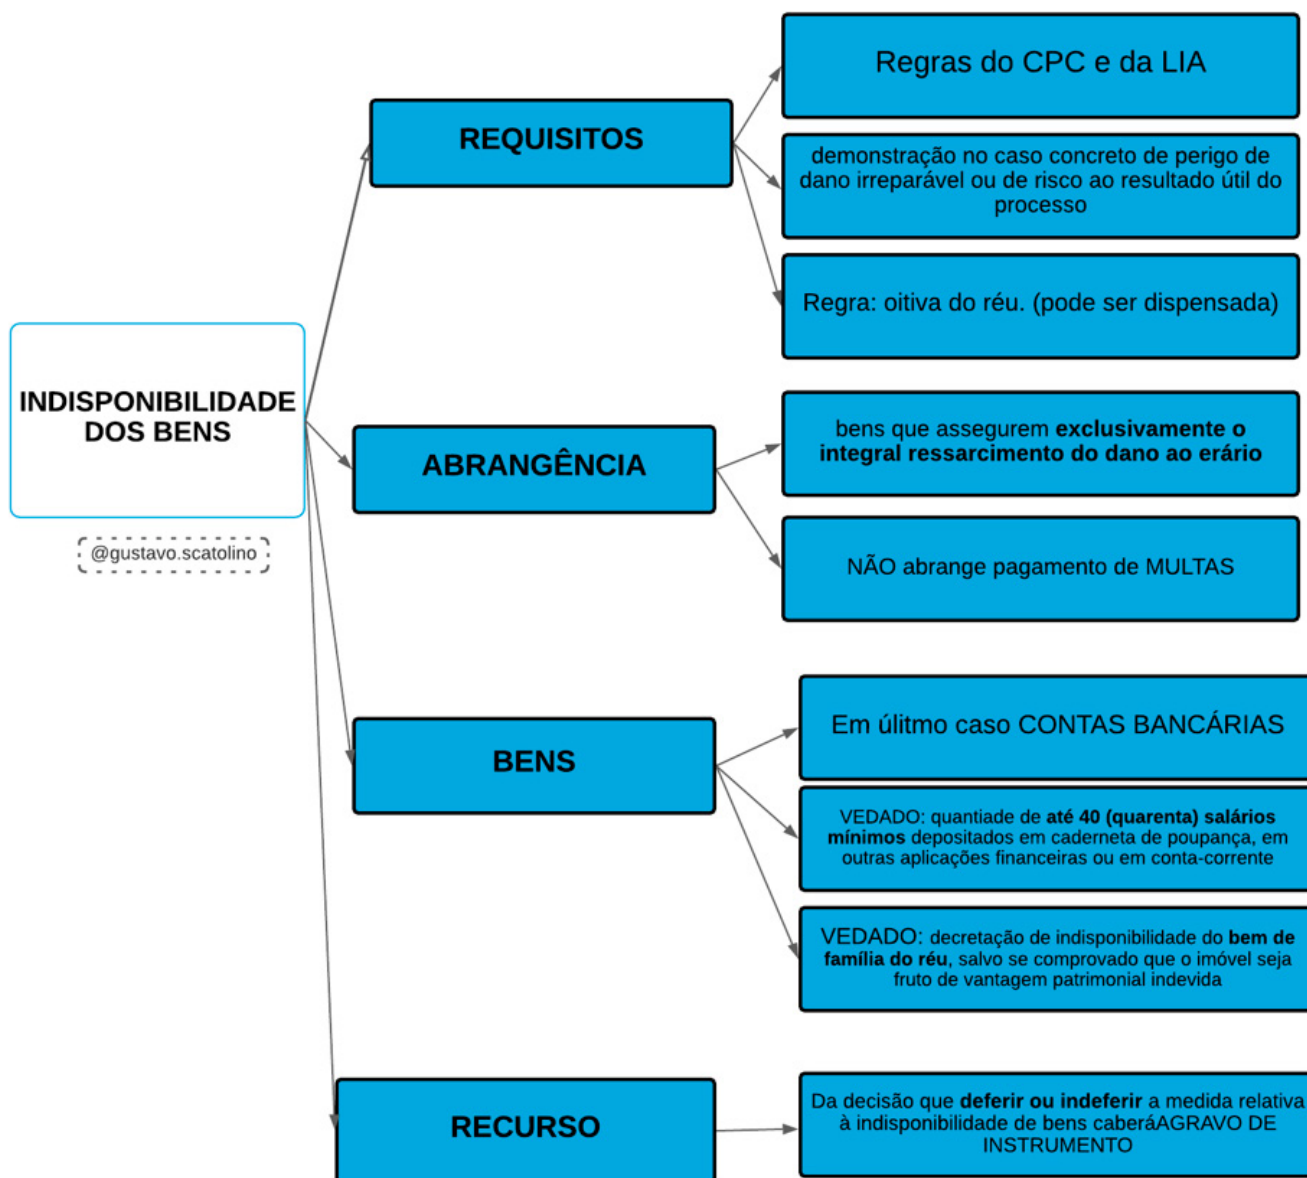 INDISPONIBILIDADE
DOS BENS
@gustavo.scatolino
REQUISITOS
Regras do CPC e da LIA
demonstração no caso concreto de perigo de
dano irreparável ou de risco ao resultado útil do
processo
Regra: oitiva do réu. (pode ser dispensada)
ABRANGÊNCIA
bens que assegurem exclusivamente o
integral ressarcimento do dano ao erário
NÃO abrange pagamento de MULTAS
BENS
Em úlitmo caso CONTAS BANCÁRIAS
VEDADO: quantiade de até 40 (quarenta) salários
mínimos depositados em caderneta de poupança, em
outras aplicações financeiras ou em conta-corrente
VEDADO: decretação de indisponibilidade do bem de
família do réu, salvo se comprovado que o imóvel seja
fruto de vantagem patrimonial indevida
RECURSO
Da decisão que deferir ou indeferir a medida relativa
à indisponibilidade de bens caberáAGRAVO DE
INSTRUMENTO